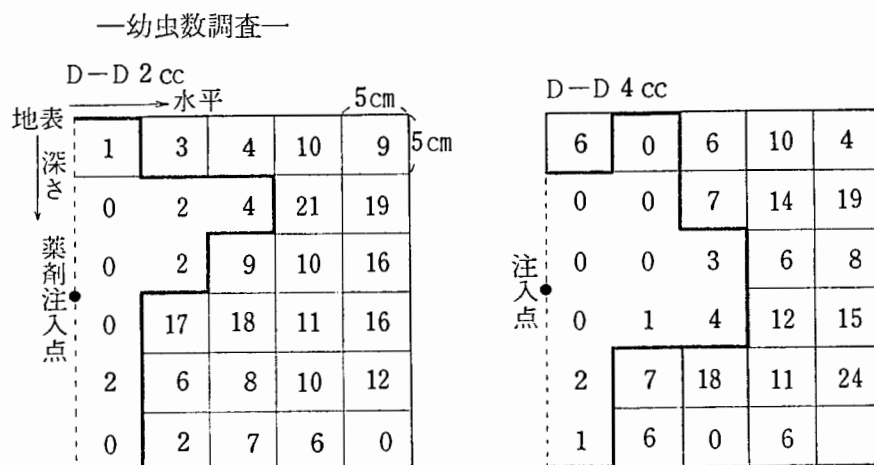 ―幼虫数調査―
D－D 2 cc
水平
5cm
地表
5cm
深さ
薬剤注入点
1 3 4 10 9
0 2 4 21 19
0 2 9 10 16
0 17 18 11 16
2 6 8 10 12
0 2 7 6 0
D－D 4 cc
注入点
6 0 6 10 4
0 0 7 14 19
0 0 3 6 8
0 1 4 12 15
2 7 18 11 24
1 6 0 6